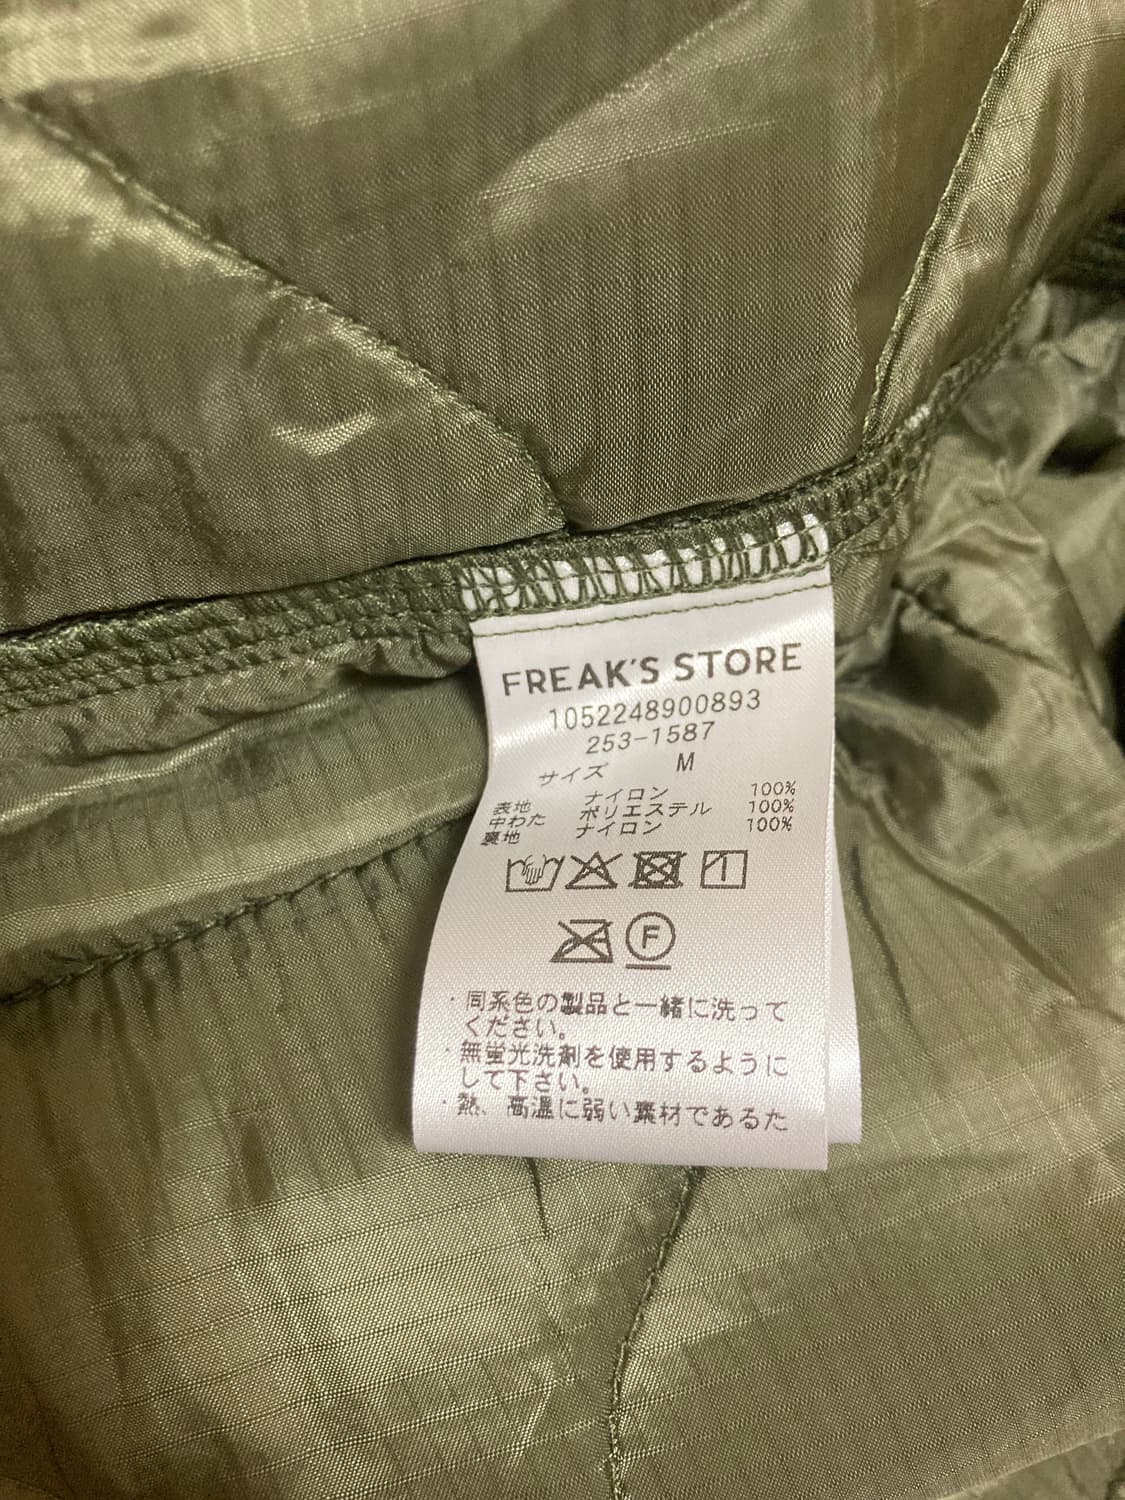 FREAK'S STORE
1052248900893
253-1587
サイズ M
表地 ナイロン 100%
中わた ポリエステル 100%
裏地 ナイロン 100%
F
・同系色の製品と一緒に洗って
ください。
・無蛍光洗剤を使用するように
して下さい。
・熱、高温に弱い素材であるた